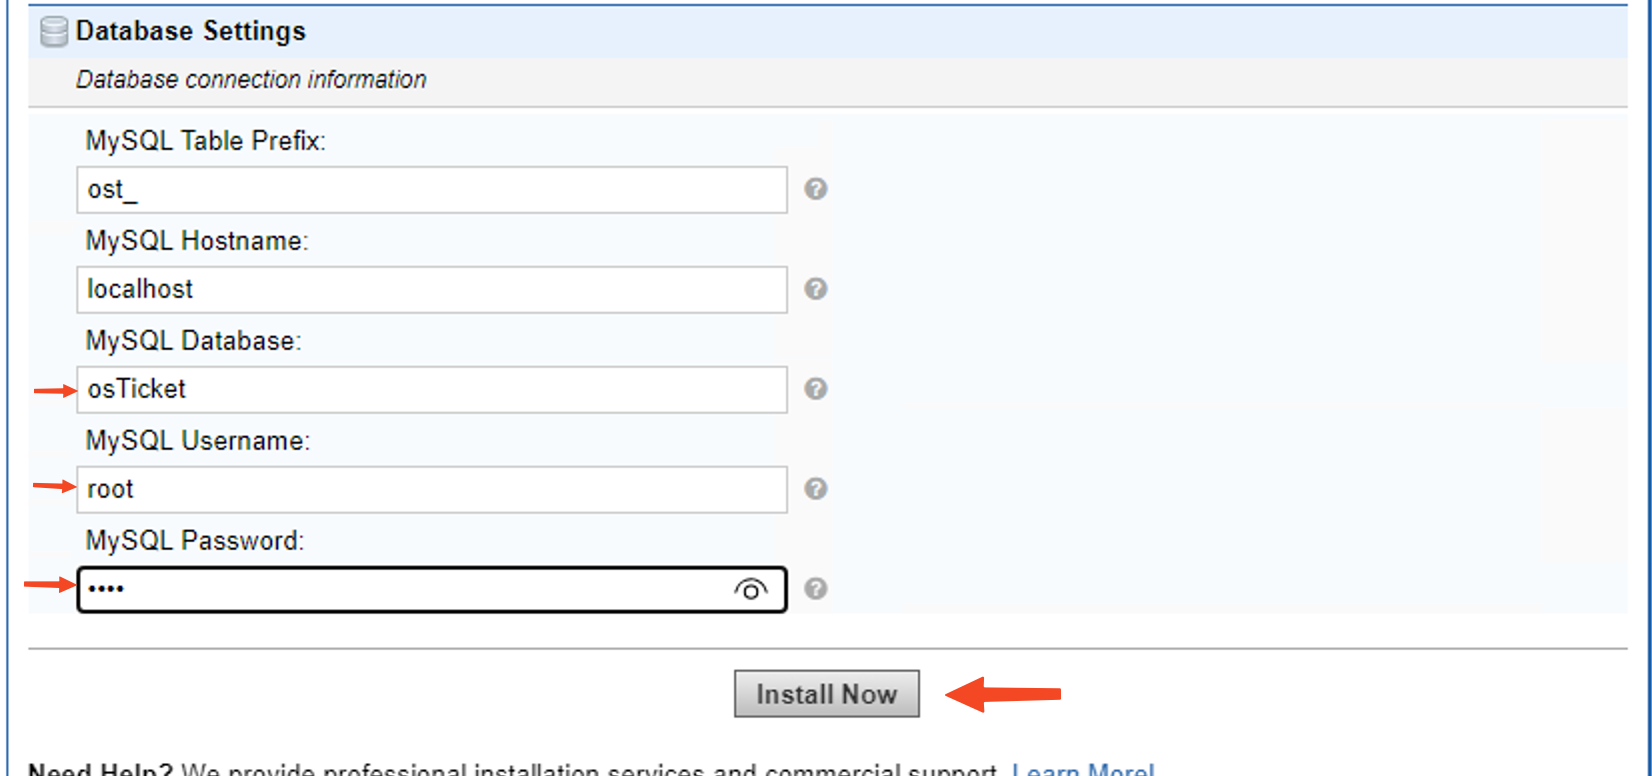 Database Settings
Database connection information
MySQL Table Prefix:
ost_
MySQL Hostname:
localhost
MySQL Database:
osTicket
MySQL Username:
root
MySQL Password:
••••
Install Now
Need Help? We provide professional installation services and commercial support. Learn More!